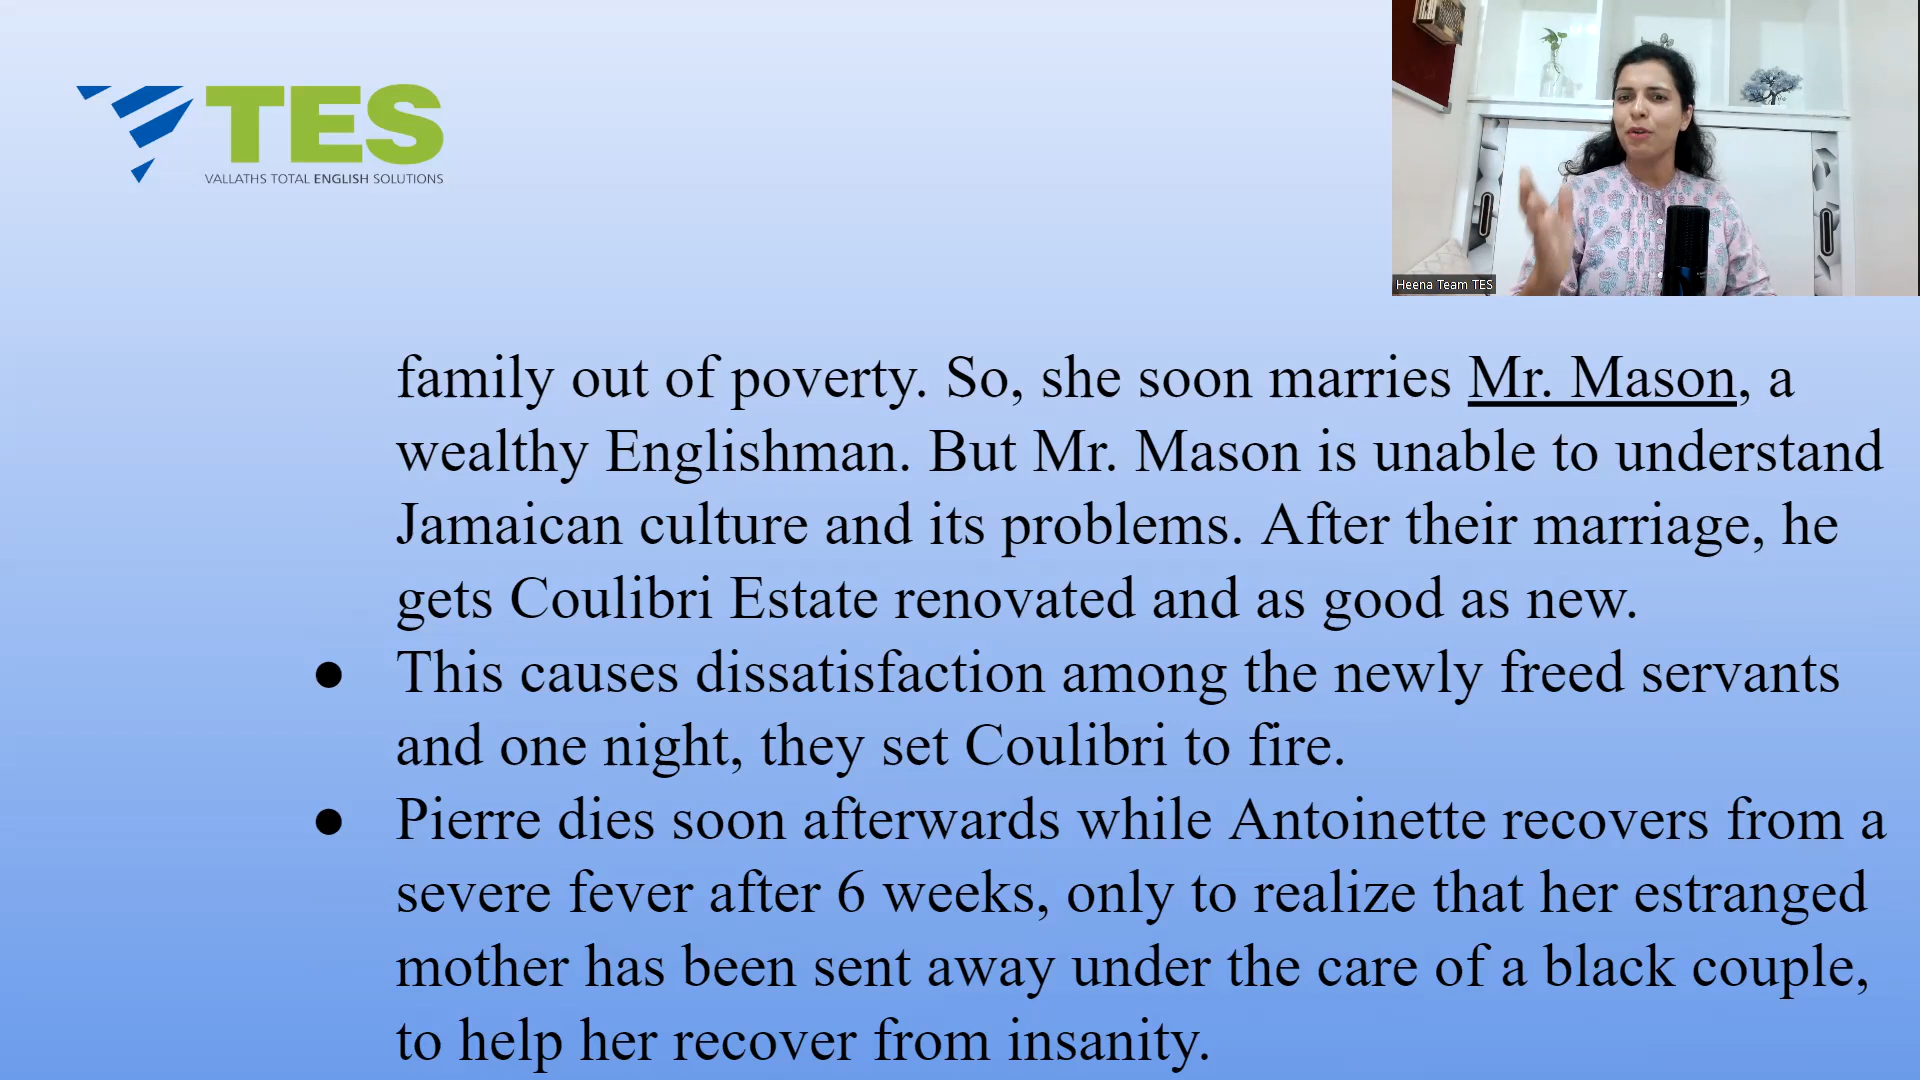 TES
VALLATHS TOTAL ENGLISH SOLUTIONS
Heena Team TES
family out of poverty. So, she soon marries Mr. Mason, a
wealthy Englishman. But Mr. Mason is unable to understand
Jamaican culture and its problems. After their marriage, he
gets Coulibri Estate renovated and as good as new.
● This causes dissatisfaction among the newly freed servants
and one night, they set Coulibri to fire.
● Pierre dies soon afterwards while Antoinette recovers from a
severe fever after 6 weeks, only to realize that her estranged
mother has been sent away under the care of a black couple,
to help her recover from insanity.